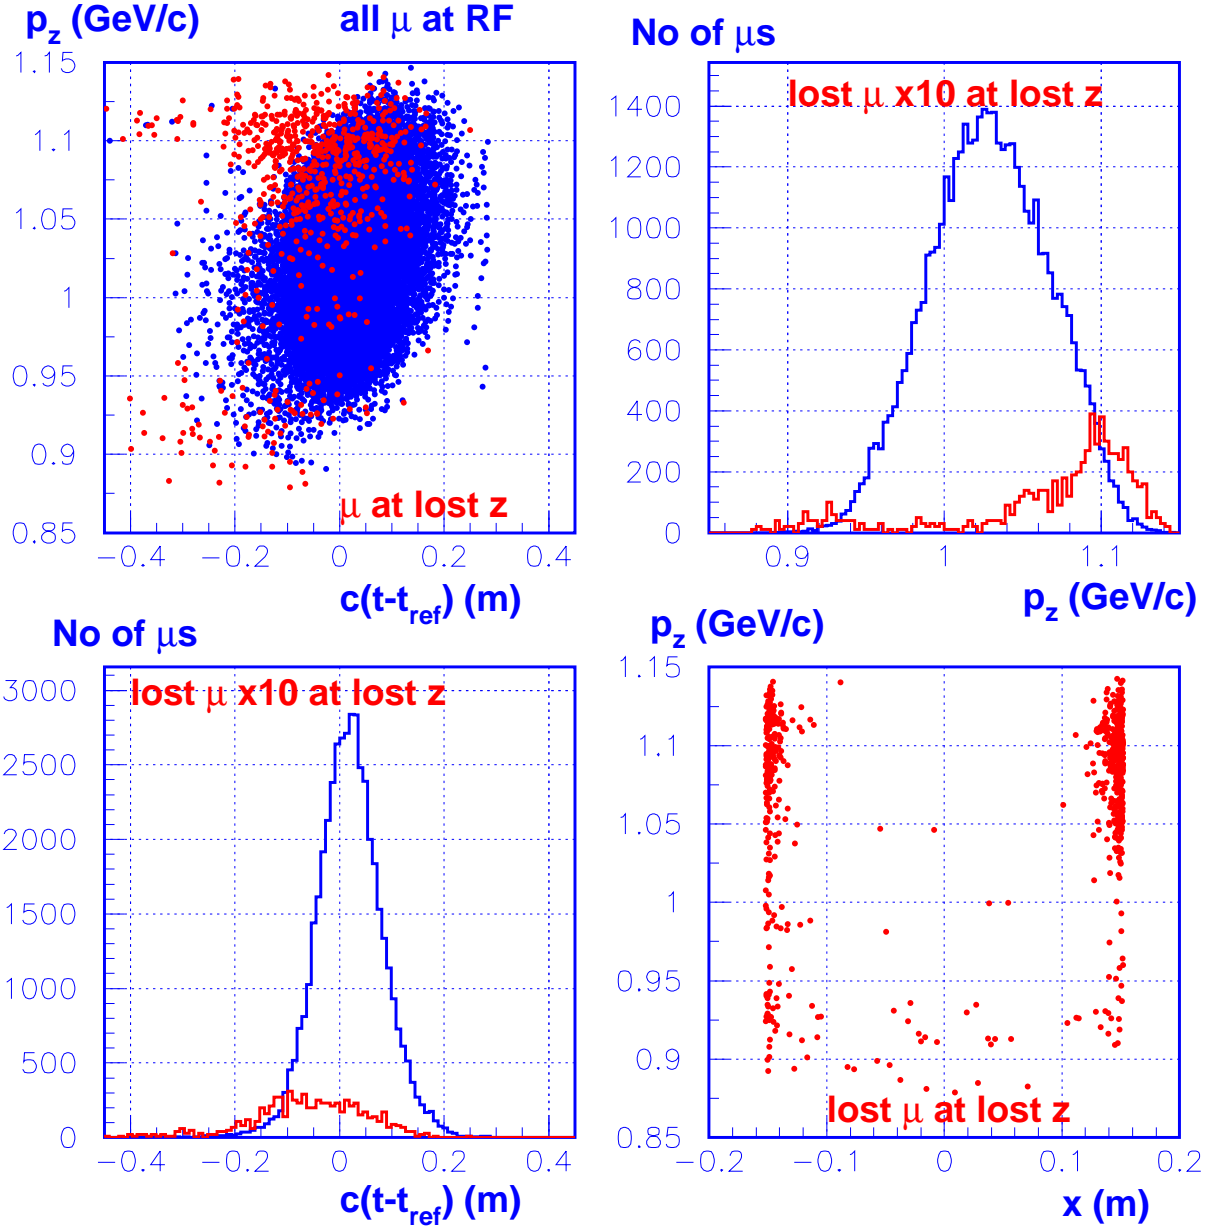 p_z (GeV/c) all μ at RF
1.15
1.1
1.05
1
0.95
0.9
0.85
μ at lost z
−0.4 −0.2 0 0.2 0.4
c(t-t_ref) (m)
No of μs
lost μ x10 at lost z
1400
1200
1000
800
600
400
200
0
0.9 1 1.1
p_z (GeV/c)
No of μs
lost μ x10 at lost z
3000
2500
2000
1500
1000
500
0
−0.4 −0.2 0 0.2 0.4
c(t-t_ref) (m)
p_z (GeV/c)
1.15
1.1
1.05
1
0.95
0.9
0.85
lost μ at lost z
−0.2 −0.1 0 0.1 0.2
x (m)